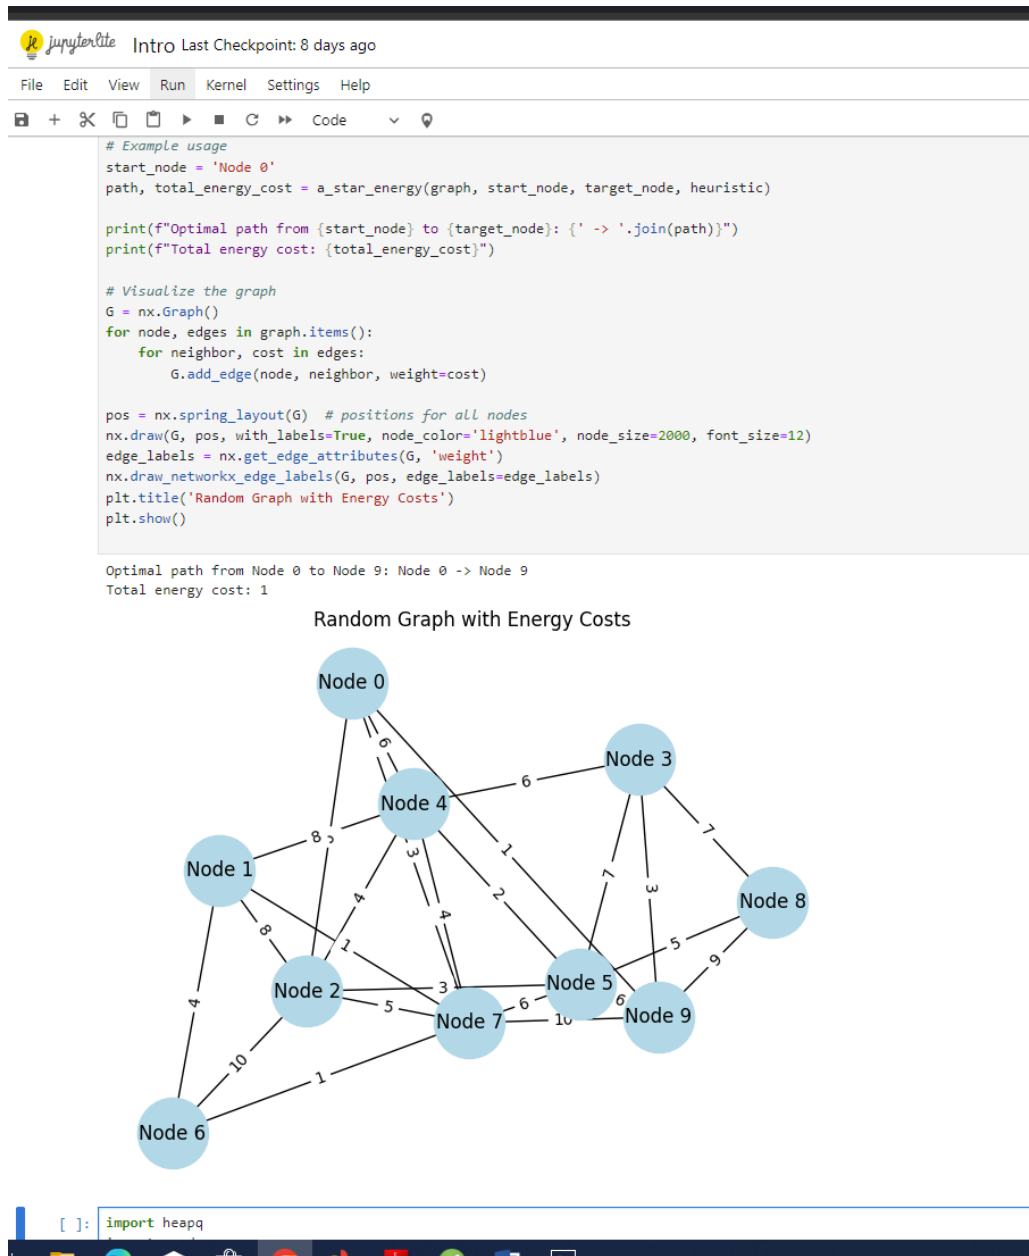 jupyterlite Intro Last Checkpoint: 8 days ago
File Edit View Run Kernel Settings Help
Code
# Example usage
start_node = 'Node 0'
path, total_energy_cost = a_star_energy(graph, start_node, target_node, heuristic)
print(f"Optimal path from {start_node} to {target_node}: {' -> '.join(path)}")
print(f"Total energy cost: {total_energy_cost}")
# Visualize the graph
G = nx.Graph()
for node, edges in graph.items():
    for neighbor, cost in edges:
        G.add_edge(node, neighbor, weight=cost)
pos = nx.spring_layout(G)  # positions for all nodes
nx.draw(G, pos, with_labels=True, node_color='lightblue', node_size=2000, font_size=12)
edge_labels = nx.get_edge_attributes(G, 'weight')
nx.draw_networkx_edge_labels(G, pos, edge_labels=edge_labels)
plt.title('Random Graph with Energy Costs')
plt.show()
Optimal path from Node 0 to Node 9: Node 0 -> Node 9
Total energy cost: 1
Random Graph with Energy Costs
Node 0
6
Node 3
6
Node 4
7
8
3
1
Node 1
7
3
2
Node 8
4
4
8
1
5
9
Node 5
3
Node 2
4
6
5
6
Node 9
10
Node 7
10
1
Node 6
[ ]: import heapq